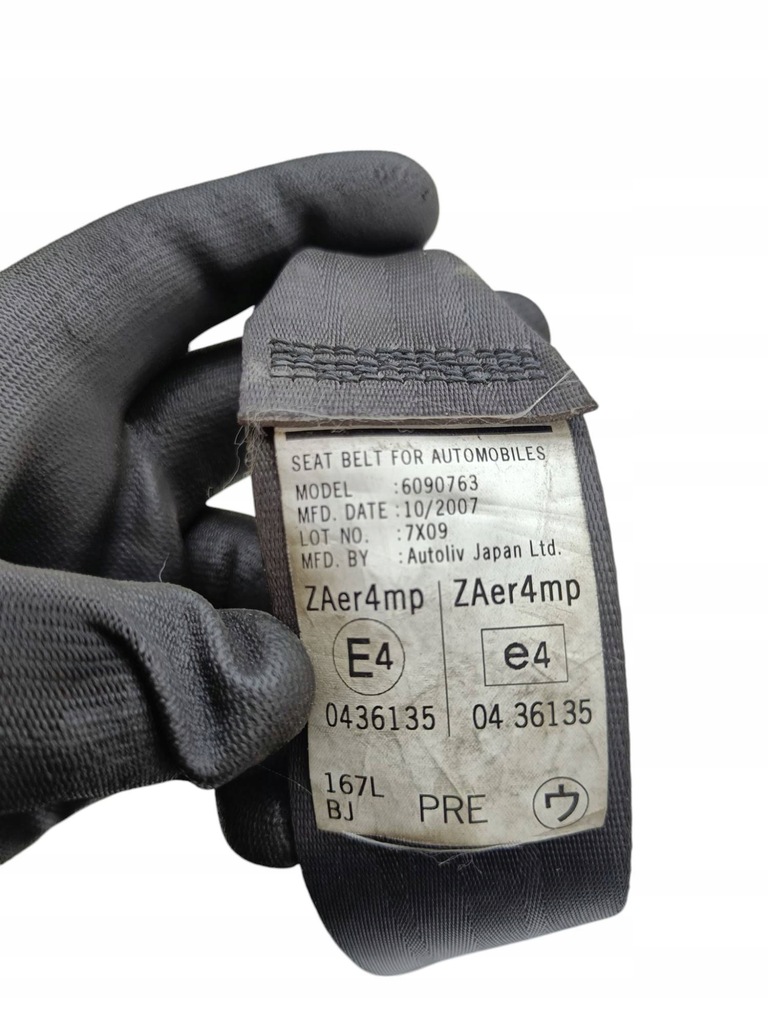 SEAT BELT FOR AUTOMOBILES
MODEL :6090763
MFD. DATE :10/2007
LOT NO. :7X09
MFD. BY :Autoliv Japan Ltd.
ZAer4mp ZAer4mp
E4 e4
0436135 04 36135
167L
BJ PRE ウ